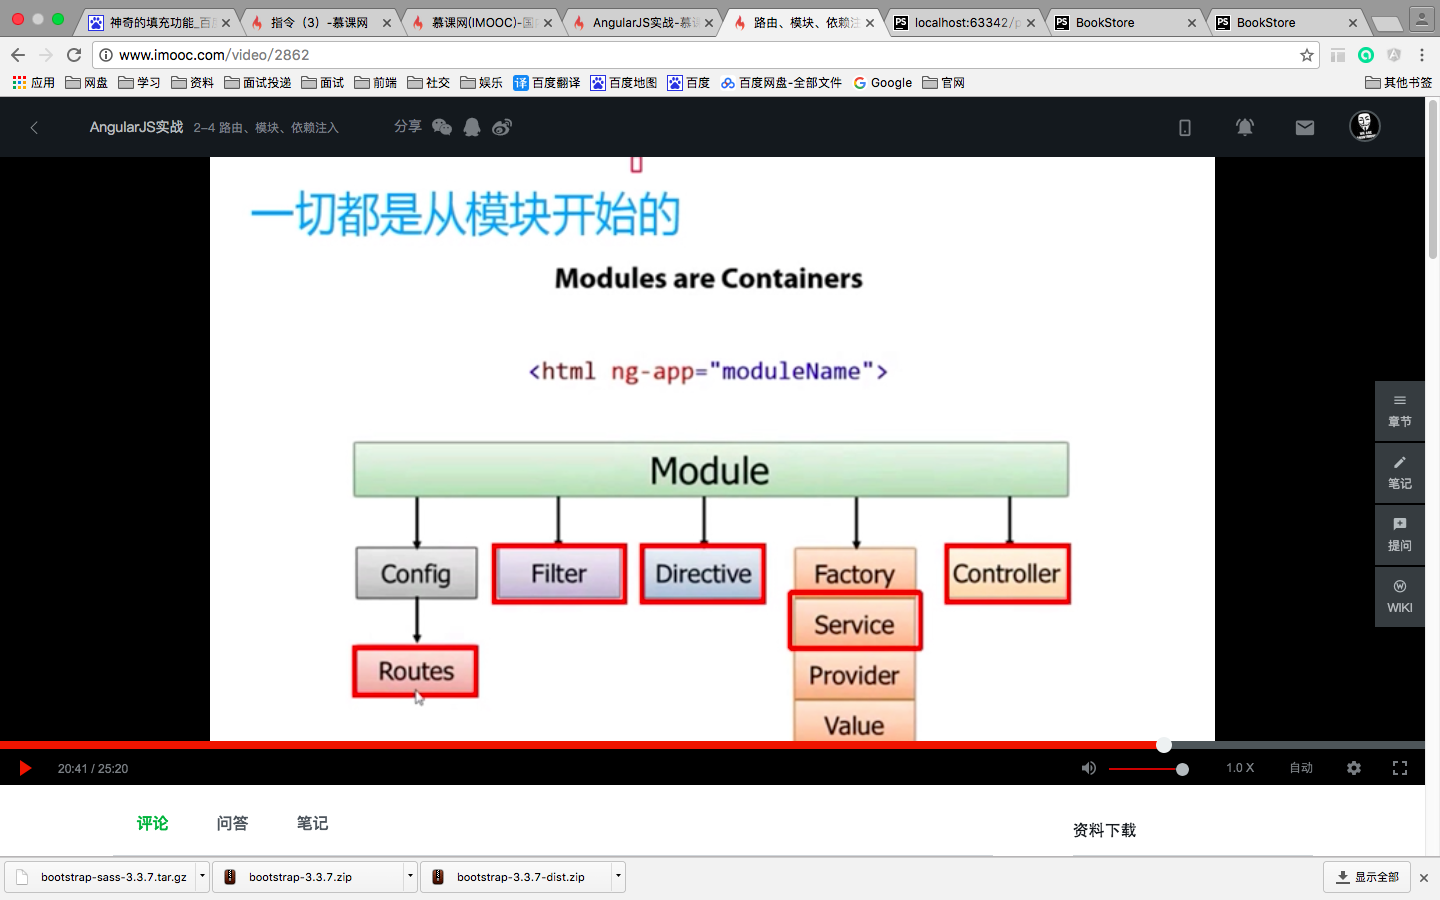 神奇的填充功能_百度
指令（3）-慕课网
慕课网(IMOOC)-国
AngularJS实战-慕课
路由、模块、依赖注
localhost:63342/p
BookStore
BookStore
www.imooc.com/video/2862
应用 网盘 学习 资料 面试投递 面试 前端 社交 娱乐 百度翻译 百度地图 百度 百度网盘-全部文件 Google 官网 其他书签
AngularJS实战 2-4 路由、模块、依赖注入 分享
一切都是从模块开始的
Modules are Containers
<html ng-app="moduleName">
Module
Config Filter Directive Factory Controller
Service
Routes Provider
Value
章节
笔记
提问
WIKI
20:41 / 25:20 1.0 X 自动
评论 问答 笔记 资料下载
bootstrap-sass-3.3.7.tar.gz bootstrap-3.3.7.zip bootstrap-3.3.7-dist.zip 显示全部